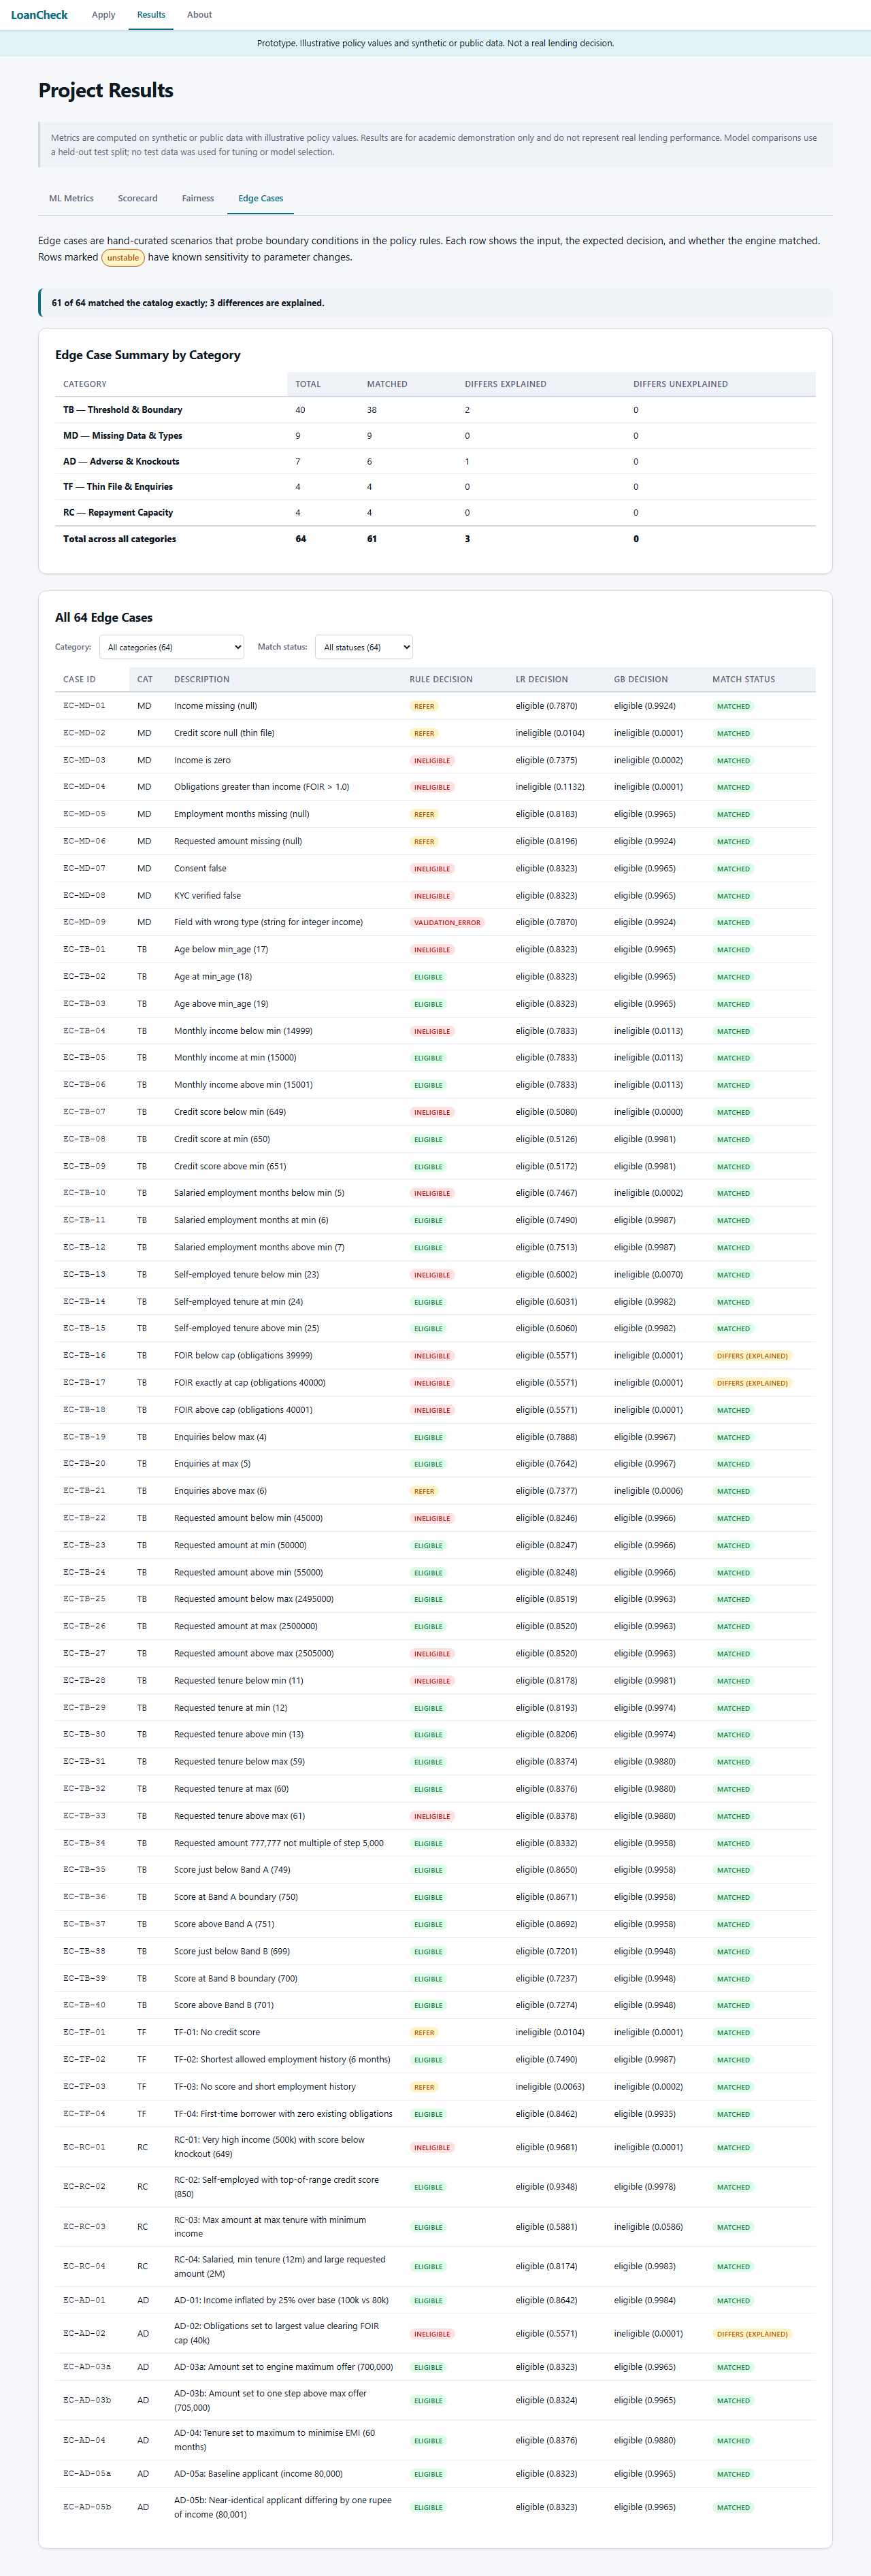 LoanCheck Apply Results About
Prototype. Illustrative policy values and synthetic or public data. Not a real lending decision.
Project Results
Metrics are computed on synthetic or public data with illustrative policy values. Results are for academic demonstration only and do not represent real lending performance. Model comparisons use
a held-out test split; no test data was used for tuning or model selection.
ML Metrics Scorecard Fairness Edge Cases
Edge cases are hand-curated scenarios that probe boundary conditions in the policy rules. Each row shows the input, the expected decision, and whether the engine matched.
Rows marked unstable have known sensitivity to parameter changes.
61 of 64 matched the catalog exactly; 3 differences are explained.
Edge Case Summary by Category
CATEGORY TOTAL MATCHED DIFFERS EXPLAINED DIFFERS UNEXPLAINED
TB — Threshold & Boundary 40 38 2 0
MD — Missing Data & Types 9 9 0 0
AD — Adverse & Knockouts 7 6 1 0
TF — Thin File & Enquiries 4 4 0 0
RC — Repayment Capacity 4 4 0 0
Total across all categories 64 61 3 0
All 64 Edge Cases
Category: All categories (64) Match status: All statuses (64)
CASE ID CAT DESCRIPTION RULE DECISION LR DECISION GB DECISION MATCH STATUS
EC-MD-01 MD Income missing (null) REFER eligible (0.7870) eligible (0.9924) MATCHED
EC-MD-02 MD Credit score null (thin file) REFER ineligible (0.0104) ineligible (0.0001) MATCHED
EC-MD-03 MD Income is zero INELIGIBLE eligible (0.7375) ineligible (0.0002) MATCHED
EC-MD-04 MD Obligations greater than income (FOIR > 1.0) INELIGIBLE ineligible (0.1132) ineligible (0.0001) MATCHED
EC-MD-05 MD Employment months missing (null) REFER eligible (0.8183) eligible (0.9965) MATCHED
EC-MD-06 MD Requested amount missing (null) REFER eligible (0.8196) eligible (0.9924) MATCHED
EC-MD-07 MD Consent false INELIGIBLE eligible (0.8323) eligible (0.9965) MATCHED
EC-MD-08 MD KYC verified false INELIGIBLE eligible (0.8323) eligible (0.9965) MATCHED
EC-MD-09 MD Field with wrong type (string for integer income) VALIDATION_ERROR eligible (0.7870) eligible (0.9924) MATCHED
EC-TB-01 TB Age below min_age (17) INELIGIBLE eligible (0.8323) eligible (0.9965) MATCHED
EC-TB-02 TB Age at min_age (18) ELIGIBLE eligible (0.8323) eligible (0.9965) MATCHED
EC-TB-03 TB Age above min_age (19) ELIGIBLE eligible (0.8323) eligible (0.9965) MATCHED
EC-TB-04 TB Monthly income below min (14999) INELIGIBLE eligible (0.7833) ineligible (0.0113) MATCHED
EC-TB-05 TB Monthly income at min (15000) ELIGIBLE eligible (0.7833) ineligible (0.0113) MATCHED
EC-TB-06 TB Monthly income above min (15001) ELIGIBLE eligible (0.7833) ineligible (0.0113) MATCHED
EC-TB-07 TB Credit score below min (649) INELIGIBLE eligible (0.5080) ineligible (0.0000) MATCHED
EC-TB-08 TB Credit score at min (650) ELIGIBLE eligible (0.5126) eligible (0.9981) MATCHED
EC-TB-09 TB Credit score above min (651) ELIGIBLE eligible (0.5172) eligible (0.9981) MATCHED
EC-TB-10 TB Salaried employment months below min (5) INELIGIBLE eligible (0.7467) ineligible (0.0002) MATCHED
EC-TB-11 TB Salaried employment months at min (6) ELIGIBLE eligible (0.7490) eligible (0.9987) MATCHED
EC-TB-12 TB Salaried employment months above min (7) ELIGIBLE eligible (0.7513) eligible (0.9987) MATCHED
EC-TB-13 TB Self-employed tenure below min (23) INELIGIBLE eligible (0.6002) ineligible (0.0070) MATCHED
EC-TB-14 TB Self-employed tenure at min (24) ELIGIBLE eligible (0.6031) eligible (0.9982) MATCHED
EC-TB-15 TB Self-employed tenure above min (25) ELIGIBLE eligible (0.6060) eligible (0.9982) MATCHED
EC-TB-16 TB FOIR below cap (obligations 39999) INELIGIBLE eligible (0.5571) ineligible (0.0001) DIFFERS (EXPLAINED)
EC-TB-17 TB FOIR exactly at cap (obligations 40000) INELIGIBLE eligible (0.5571) ineligible (0.0001) DIFFERS (EXPLAINED)
EC-TB-18 TB FOIR above cap (obligations 40001) INELIGIBLE eligible (0.5571) ineligible (0.0001) MATCHED
EC-TB-19 TB Enquiries below max (4) ELIGIBLE eligible (0.7888) eligible (0.9967) MATCHED
EC-TB-20 TB Enquiries at max (5) ELIGIBLE eligible (0.7642) eligible (0.9967) MATCHED
EC-TB-21 TB Enquiries above max (6) REFER eligible (0.7377) ineligible (0.0006) MATCHED
EC-TB-22 TB Requested amount below min (45000) INELIGIBLE eligible (0.8246) eligible (0.9966) MATCHED
EC-TB-23 TB Requested amount at min (50000) ELIGIBLE eligible (0.8247) eligible (0.9966) MATCHED
EC-TB-24 TB Requested amount above min (55000) ELIGIBLE eligible (0.8248) eligible (0.9966) MATCHED
EC-TB-25 TB Requested amount below max (2495000) ELIGIBLE eligible (0.8519) eligible (0.9963) MATCHED
EC-TB-26 TB Requested amount at max (2500000) ELIGIBLE eligible (0.8520) eligible (0.9963) MATCHED
EC-TB-27 TB Requested amount above max (2505000) INELIGIBLE eligible (0.8520) eligible (0.9963) MATCHED
EC-TB-28 TB Requested tenure below min (11) INELIGIBLE eligible (0.8178) eligible (0.9981) MATCHED
EC-TB-29 TB Requested tenure at min (12) ELIGIBLE eligible (0.8193) eligible (0.9974) MATCHED
EC-TB-30 TB Requested tenure above min (13) ELIGIBLE eligible (0.8206) eligible (0.9974) MATCHED
EC-TB-31 TB Requested tenure below max (59) ELIGIBLE eligible (0.8374) eligible (0.9880) MATCHED
EC-TB-32 TB Requested tenure at max (60) ELIGIBLE eligible (0.8376) eligible (0.9880) MATCHED
EC-TB-33 TB Requested tenure above max (61) INELIGIBLE eligible (0.8378) eligible (0.9880) MATCHED
EC-TB-34 TB Requested amount 777,777 not multiple of step 5,000 ELIGIBLE eligible (0.8332) eligible (0.9958) MATCHED
EC-TB-35 TB Score just below Band A (749) ELIGIBLE eligible (0.8650) eligible (0.9958) MATCHED
EC-TB-36 TB Score at Band A boundary (750) ELIGIBLE eligible (0.8671) eligible (0.9958) MATCHED
EC-TB-37 TB Score above Band A (751) ELIGIBLE eligible (0.8692) eligible (0.9958) MATCHED
EC-TB-38 TB Score just below Band B (699) ELIGIBLE eligible (0.7201) eligible (0.9948) MATCHED
EC-TB-39 TB Score at Band B boundary (700) ELIGIBLE eligible (0.7237) eligible (0.9948) MATCHED
EC-TB-40 TB Score above Band B (701) ELIGIBLE eligible (0.7274) eligible (0.9948) MATCHED
EC-TF-01 TF TF-01: No credit score REFER ineligible (0.0104) ineligible (0.0001) MATCHED
EC-TF-02 TF TF-02: Shortest allowed employment history (6 months) ELIGIBLE eligible (0.7490) eligible (0.9987) MATCHED
EC-TF-03 TF TF-03: No score and short employment history REFER ineligible (0.0063) ineligible (0.0002) MATCHED
EC-TF-04 TF TF-04: First-time borrower with zero existing obligations ELIGIBLE eligible (0.8462) eligible (0.9935) MATCHED
EC-RC-01 RC RC-01: Very high income (500k) with score below
knockout (649) INELIGIBLE eligible (0.9681) ineligible (0.0001) MATCHED
EC-RC-02 RC RC-02: Self-employed with top-of-range credit score
(850) ELIGIBLE eligible (0.9348) eligible (0.9978) MATCHED
EC-RC-03 RC RC-03: Max amount at max tenure with minimum
income ELIGIBLE eligible (0.5881) ineligible (0.0586) MATCHED
EC-RC-04 RC RC-04: Salaried, min tenure (12m) and large requested
amount (2M) ELIGIBLE eligible (0.8174) eligible (0.9983) MATCHED
EC-AD-01 AD AD-01: Income inflated by 25% over base (100k vs 80k) ELIGIBLE eligible (0.8642) eligible (0.9984) MATCHED
EC-AD-02 AD AD-02: Obligations set to largest value clearing FOIR
cap (40k) INELIGIBLE eligible (0.5571) ineligible (0.0001) DIFFERS (EXPLAINED)
EC-AD-03a AD AD-03a: Amount set to engine maximum offer (700,000) ELIGIBLE eligible (0.8323) eligible (0.9965) MATCHED
EC-AD-03b AD AD-03b: Amount set to one step above max offer
(705,000) ELIGIBLE eligible (0.8324) eligible (0.9965) MATCHED
EC-AD-04 AD AD-04: Tenure set to maximum to minimise EMI (60
months) ELIGIBLE eligible (0.8376) eligible (0.9880) MATCHED
EC-AD-05a AD AD-05a: Baseline applicant (income 80,000) ELIGIBLE eligible (0.8323) eligible (0.9965) MATCHED
EC-AD-05b AD AD-05b: Near-identical applicant differing by one rupee
of income (80,001) ELIGIBLE eligible (0.8323) eligible (0.9965) MATCHED